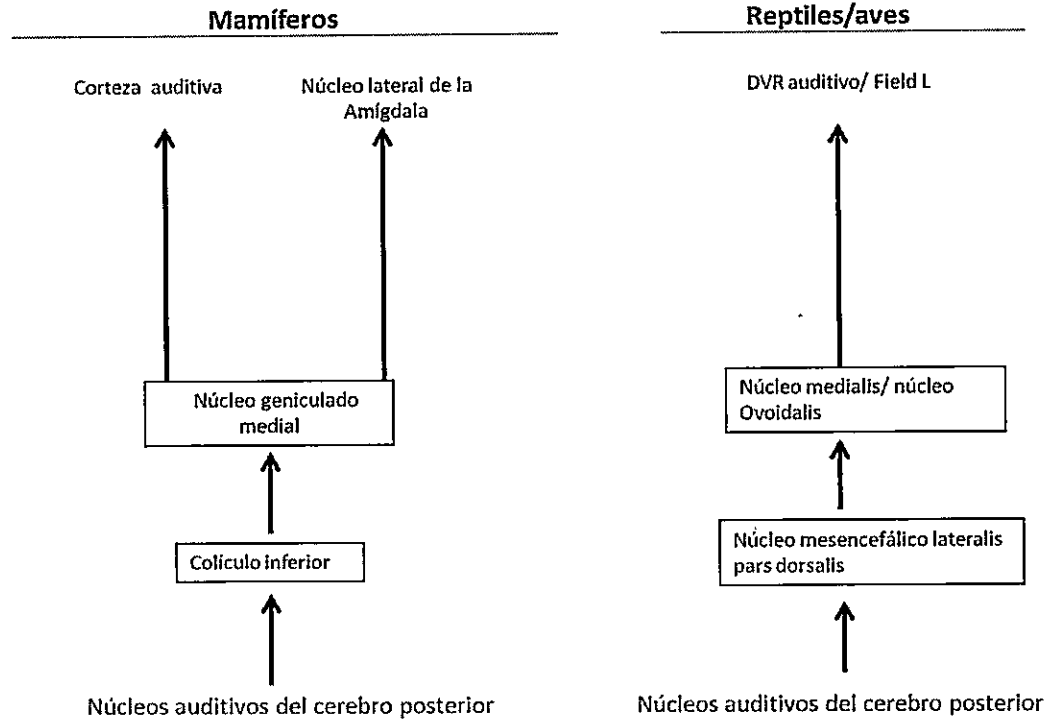 Mamíferos
Corteza auditiva
Núcleo lateral de la
Amígdala
Núcleo geniculado
medial
Colículo inferior
Núcleos auditivos del cerebro posterior
Reptiles/aves
DVR auditivo/ Field L
Núcleo medialis/ núcleo
Ovoidalis
Núcleo mesencefálico lateralis
pars dorsalis
Núcleos auditivos del cerebro posterior